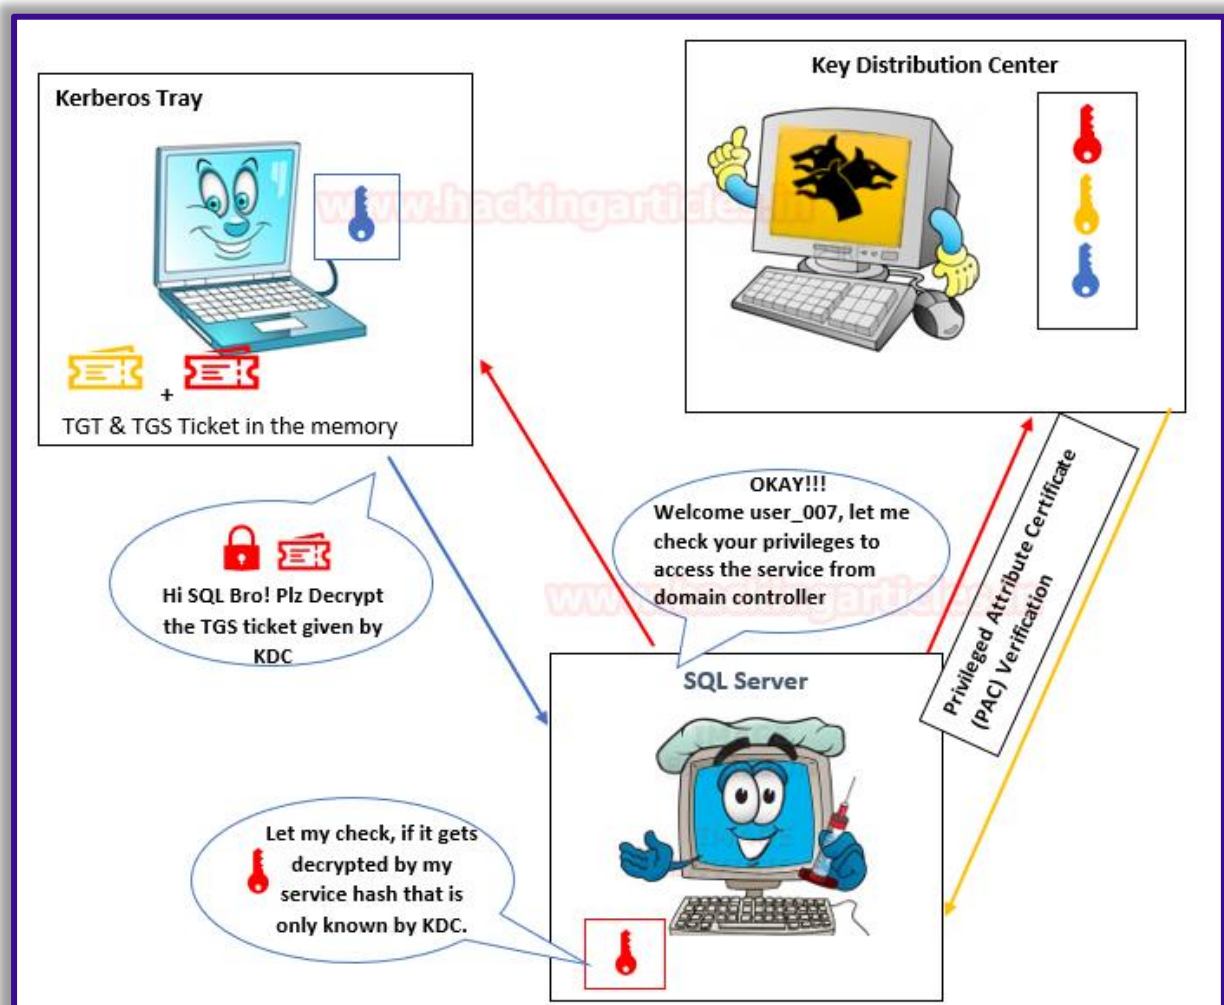 Key Distribution Center
Kerberos Tray
www.hackingarticles.in
+
TGT & TGS Ticket in the memory
OKAY!!!
Welcome user_007, let me
check your privileges to
access the service from
domain controller
Privileged Attribute Certificate
(PAC) Verification
Hi SQL Bro! Plz Decrypt
the TGS ticket given by
KDC
www.hackingarticles.in
SQL Server
Let my check, if it gets
decrypted by my
service hash that is
only known by KDC.